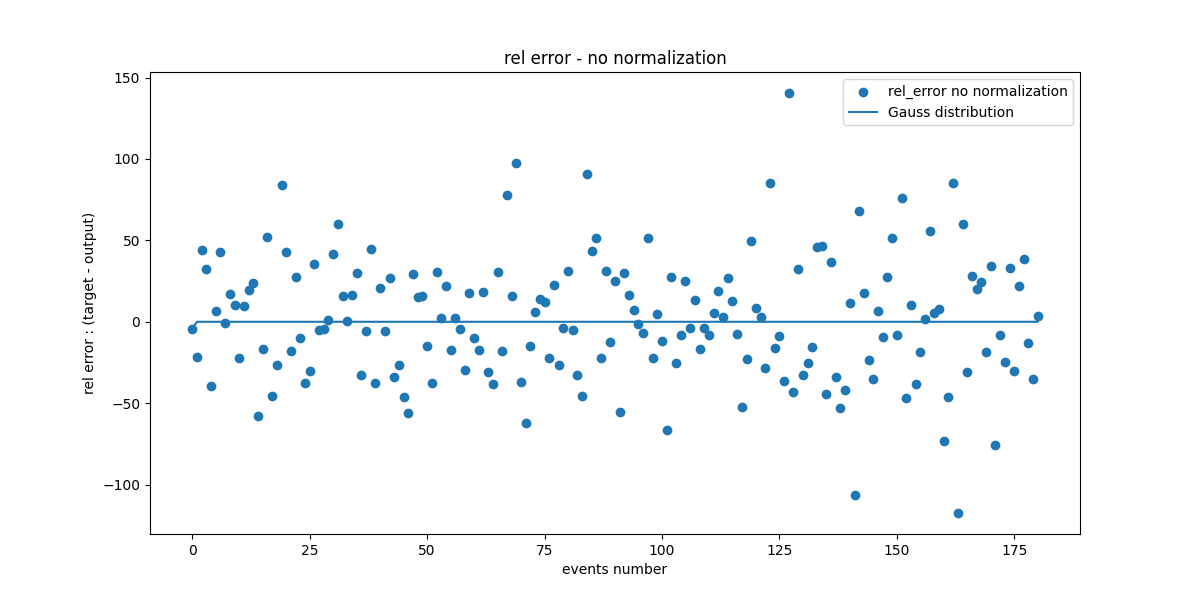 rel error - no normalization
rel_error no normalization
Gauss distribution
rel error : (target - output)
150
100
50
0
−50
−100
0
25
50
75
100
125
150
175
events number